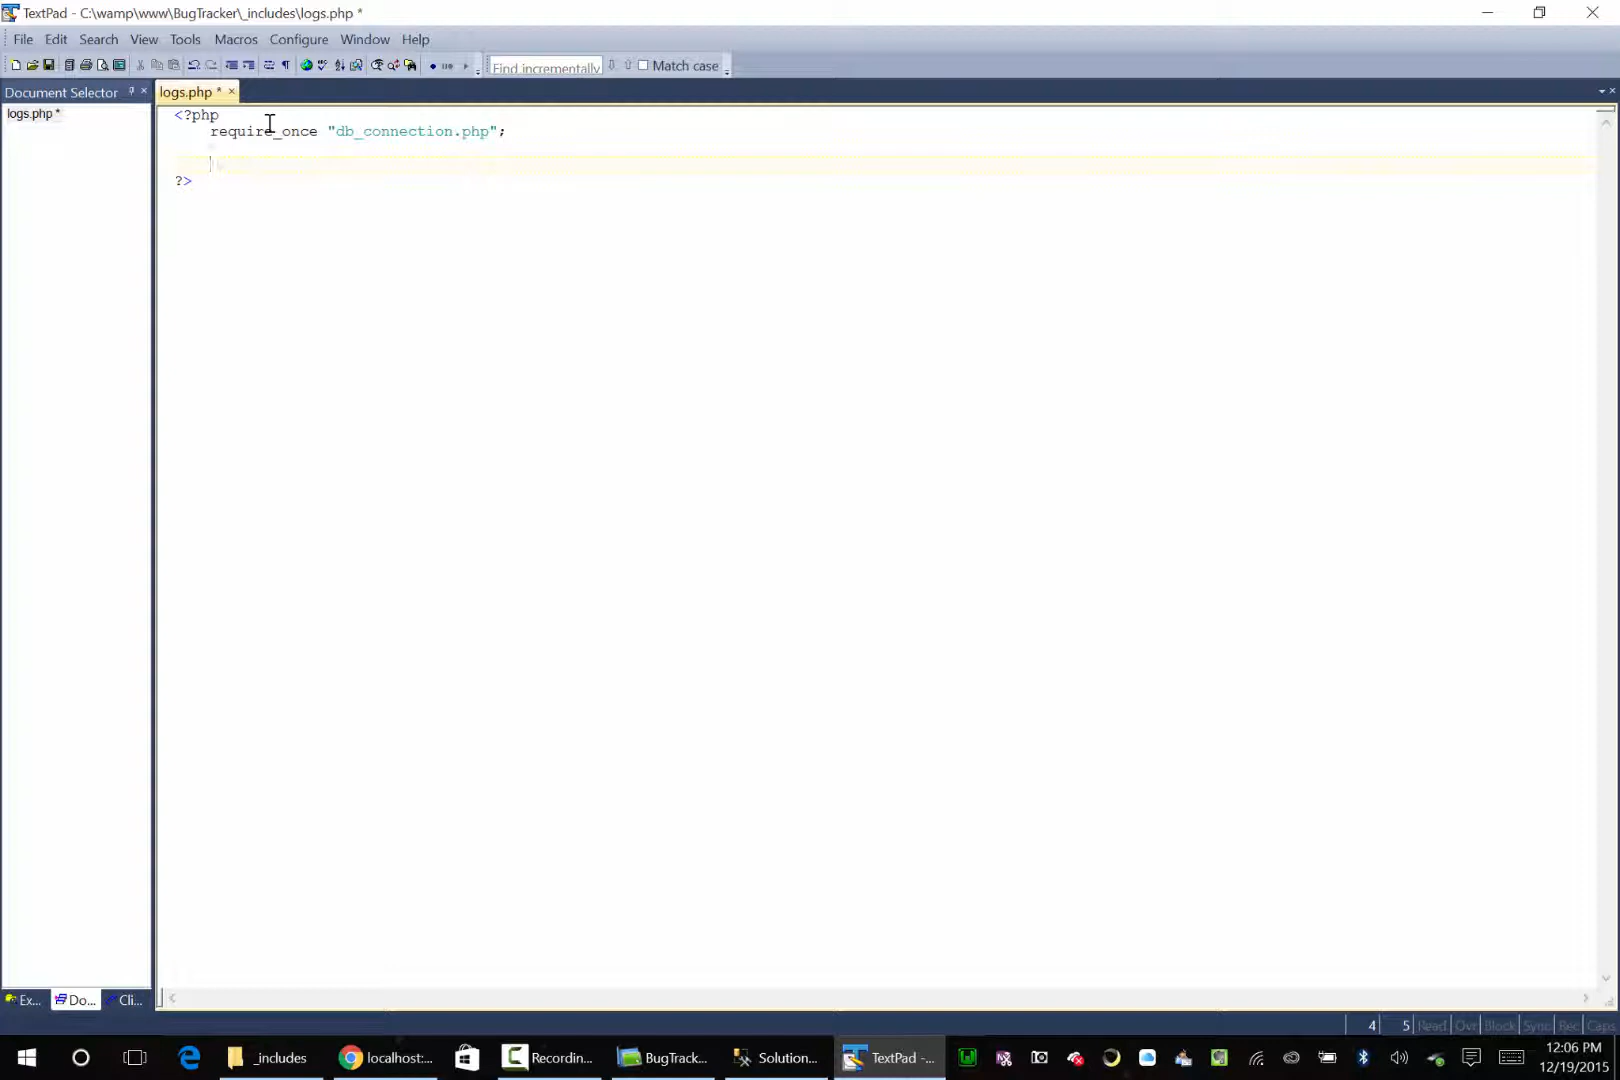 TextPad - C:\wamp\www\BugTracker\_includes\logs.php *
File Edit Search View Tools Macros Configure Window Help
Find incrementally Match case
Document Selector
logs.php *
logs.php *
<?php
require_once "db_connection.php";
?>
Ex... Do... Cli...
4 5 Read Ovr Block Sync Rec Caps
_includes localhost:... Recordin... BugTrack... Solution... TextPad -... 12:06 PM
12/19/2015